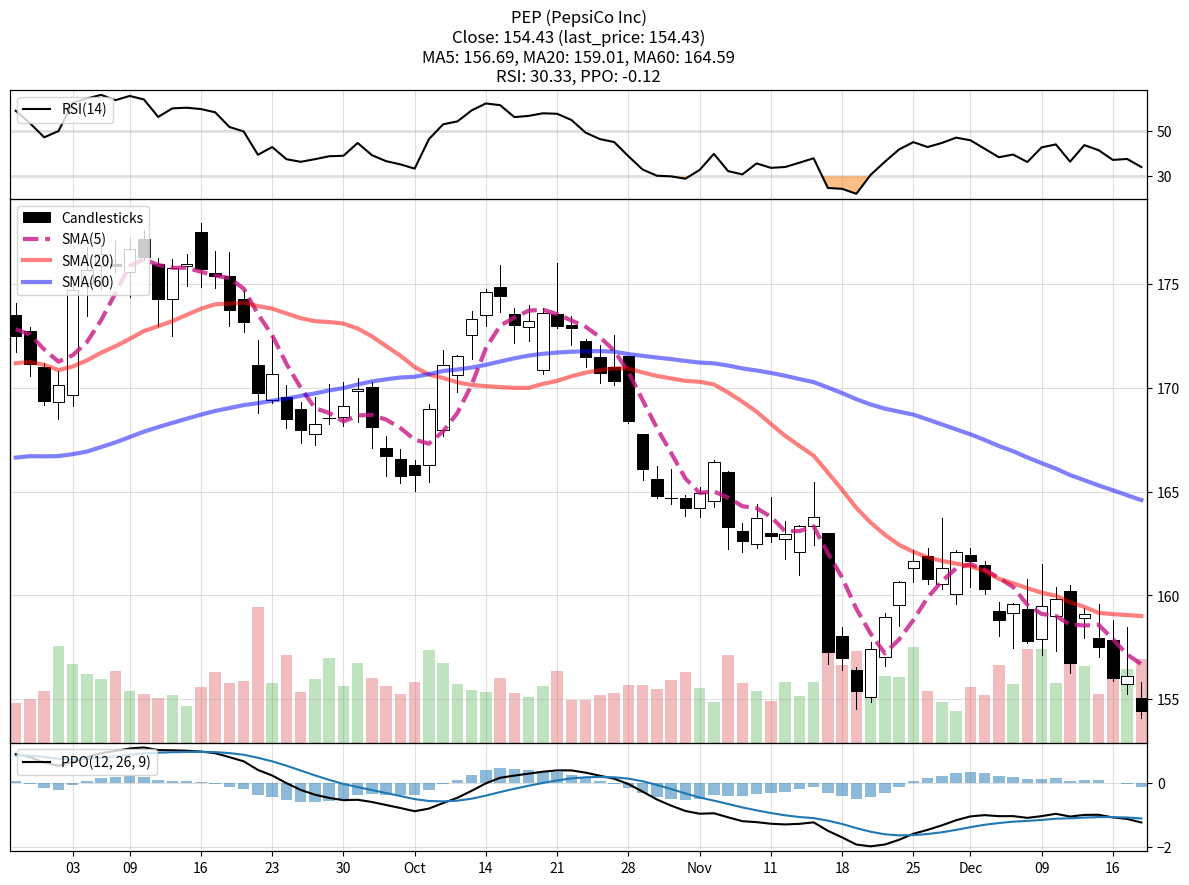 PEP (PepsiCo Inc)
Close: 154.43 (last_price: 154.43)
MA5: 156.69, MA20: 159.01, MA60: 164.59
RSI: 30.33, PPO: -0.12
RSI(14)
50
30
Candlesticks
SMA(5)
SMA(20)
SMA(60)
175
170
165
160
155
PPO(12, 26, 9)
0
−2
03 09 16 23 30 Oct 14 21 28 Nov 11 18 25 Dec 09 16